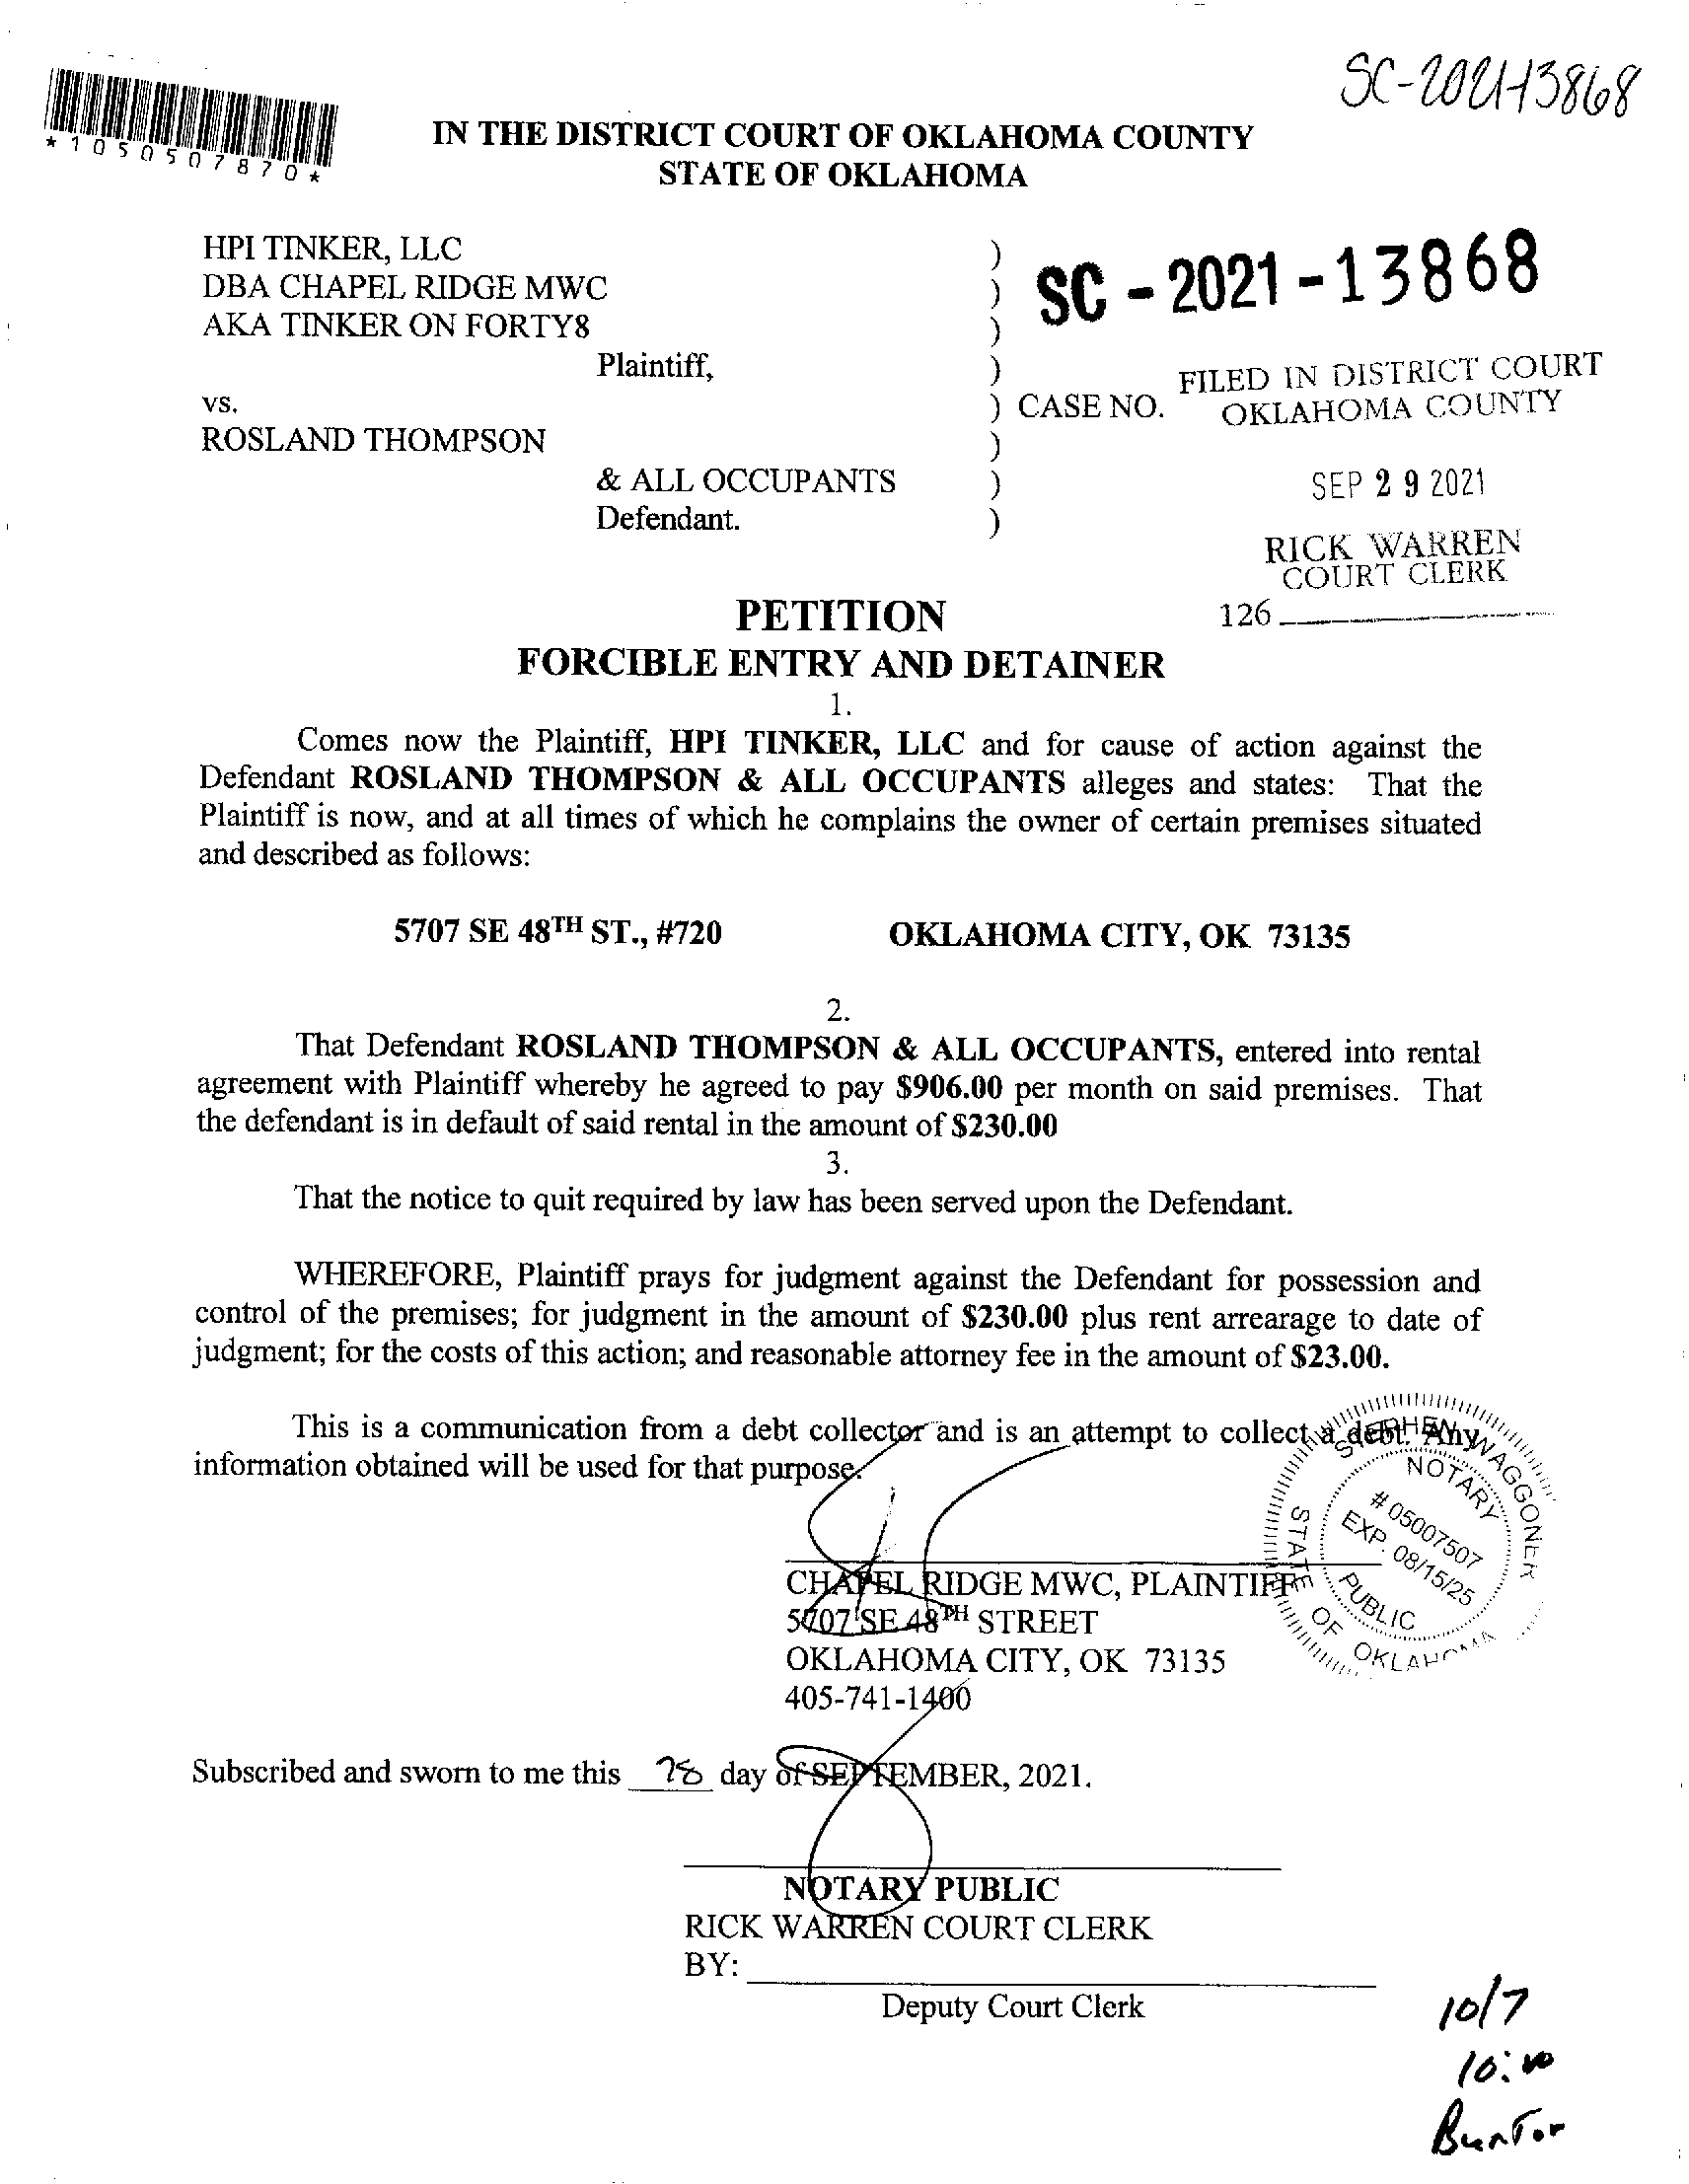 SC-2021-13868
*1050507870*
IN THE DISTRICT COURT OF OKLAHOMA COUNTY
STATE OF OKLAHOMA
HPI TINKER, LLC )
DBA CHAPEL RIDGE MWC ) SC - 2021 - 13868
AKA TINKER ON FORTY8 )
Plaintiff, ) FILED IN DISTRICT COURT
vs. ) CASE NO. OKLAHOMA COUNTY
ROSLAND THOMPSON )
& ALL OCCUPANTS ) SEP 29 2021
Defendant. )
RICK WARREN
COURT CLERK
126
PETITION
FORCIBLE ENTRY AND DETAINER
1.
Comes now the Plaintiff, HPI TINKER, LLC and for cause of action against the
Defendant ROSLAND THOMPSON & ALL OCCUPANTS alleges and states: That the
Plaintiff is now, and at all times of which he complains the owner of certain premises situated
and described as follows:
5707 SE 48TH ST., #720 OKLAHOMA CITY, OK 73135
2.
That Defendant ROSLAND THOMPSON & ALL OCCUPANTS, entered into rental
agreement with Plaintiff whereby he agreed to pay $906.00 per month on said premises. That
the defendant is in default of said rental in the amount of $230.00
3.
That the notice to quit required by law has been served upon the Defendant.
WHEREFORE, Plaintiff prays for judgment against the Defendant for possession and
control of the premises; for judgment in the amount of $230.00 plus rent arrearage to date of
judgment; for the costs of this action; and reasonable attorney fee in the amount of $23.00.
This is a communication from a debt collector and is an attempt to collect a debt. Any
information obtained will be used for that purpose.
STEPHEN WAGGONER
NOTARY
# 05007507
EXP. 08/15/25
PUBLIC
STATE OF OKLAHOMA
CHAPEL RIDGE MWC, PLAINTIFF
5707 SE 48TH STREET
OKLAHOMA CITY, OK 73135
405-741-1400
Subscribed and sworn to me this 28 day of SEPTEMBER, 2021.
NOTARY PUBLIC
RICK WARREN COURT CLERK
BY:
Deputy Court Clerk
10/7
10:00
Bunter